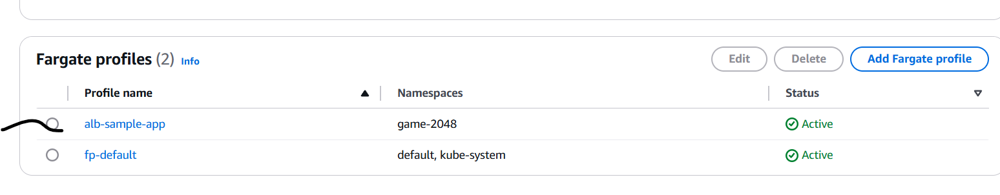 Fargate profiles (2) Info Edit Delete Add Fargate profile
Profile name Namespaces Status
alb-sample-app game-2048 Active
fp-default default, kube-system Active